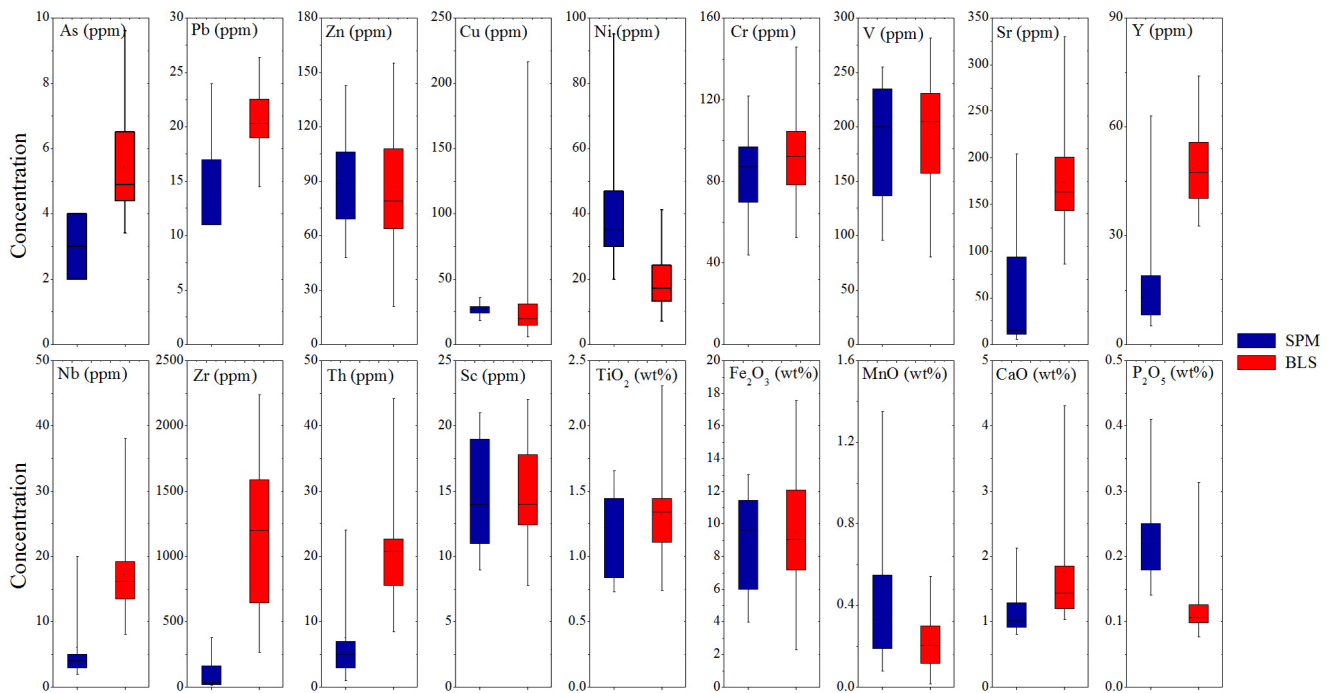 As (ppm) Pb (ppm) Zn (ppm) Cu (ppm) Ni (ppm) Cr (ppm) V (ppm) Sr (ppm) Y (ppm)
Concentration
10 8 6 4 2 0
30 25 20 15 10 5 0
180 150 120 90 60 30 0
250 200 150 100 50 0
100 80 60 40 20 0
160 120 80 40 0
300 250 200 150 100 50 0
350 300 250 200 150 100 50 0
90 60 30 0
SPM
BLS
Nb (ppm) Zr (ppm) Th (ppm) Sc (ppm) TiO₂ (wt%) Fe₂O₃ (wt%) MnO (wt%) CaO (wt%) P₂O₅ (wt%)
Concentration
50 40 30 20 10 0
2500 2000 1500 1000 500 0
50 40 30 20 10 0
25 20 15 10 5 0
2.5 2.0 1.5 1.0 0.5 0.0
20 18 16 14 12 10 8 6 4 2 0
1.6 1.2 0.8 0.4 0.0
5 4 3 2 1 0
0.5 0.4 0.3 0.2 0.1 0.0